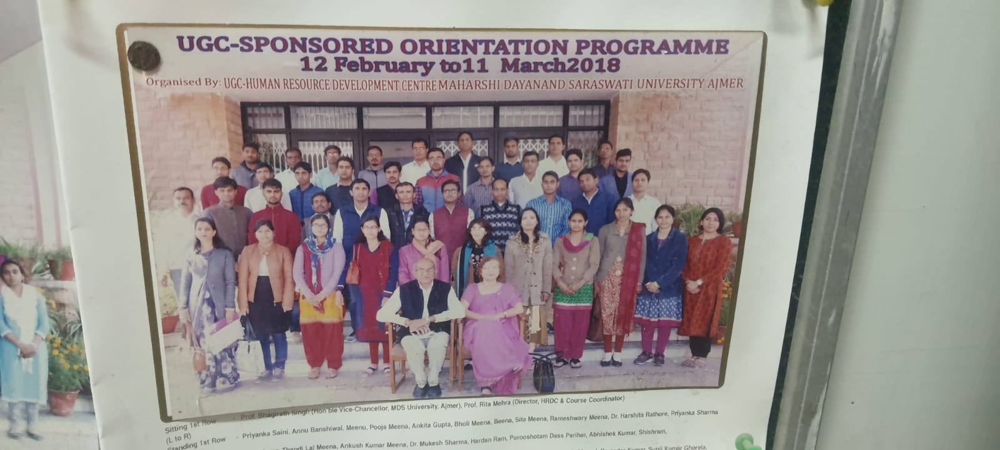 UGC-SPONSORED ORIENTATION PROGRAMME
12 February to11 March2018
Organised By: UGC-HUMAN RESOURCE DEVELOPMENT CENTRE MAHARSHI DAYANAND SARASWATI UNIVERSITY AJMER
Sitting 1st Row - Prof. Bhagirath Singh (Hon'ble Vice-Chancellor, MDS University, Ajmer), Prof. Rita Mehra (Director, HRDC & Course Coordinator)
(L to R)
Standing 1st Row - Priyanka Saini, Annu Banshiwal, Meenu, Pooja Meena, Ankita Gupta, Bholi Meena, Beena, Sita Meena, Rameshwary Meena, Dr. Harshita Rathore, Priyanka Sharma
Thandi Lal Meena, Ankush Kumar Meena, Dr. Mukesh Sharma, Hardan Ram, Purooshotam Dass Parihar, Abhishek Kumar, Shishram,
Kumar, Sunil Kumar Ghorela,